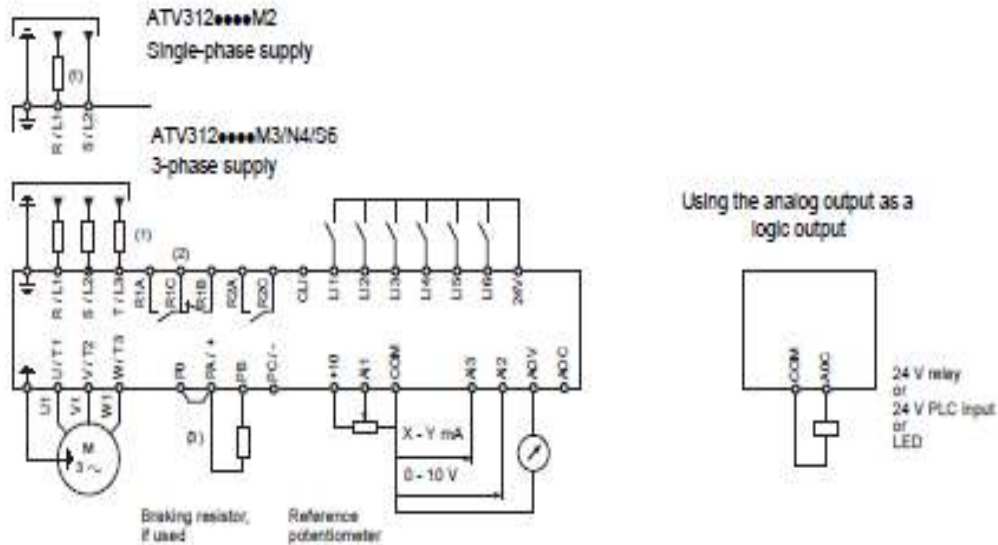 ATV312●●●●M2
Single-phase supply
(1)
R / L1
S / L2
ATV312●●●●M3/N4/S6
3-phase supply
(1)
(2)
R / L1
S / L2
T / L3
R1A
R1C
R1B
R2A
R2C
CLI
LI1
LI2
LI3
LI4
LI5
LI6
24V
U / T1
V / T2
W / T3
P0
PA / +
PB
PC / -
+10
AI1
COM
AI3
AI2
AOV
AOC
U1
V1
W1
M
3 ~
(3)
X - Y mA
0 - 10 V
Braking resistor,
if used
Reference
potentiometer
Using the analog output as a
logic output
COM
AOC
24 V relay
or
24 V PLC input
or
LED